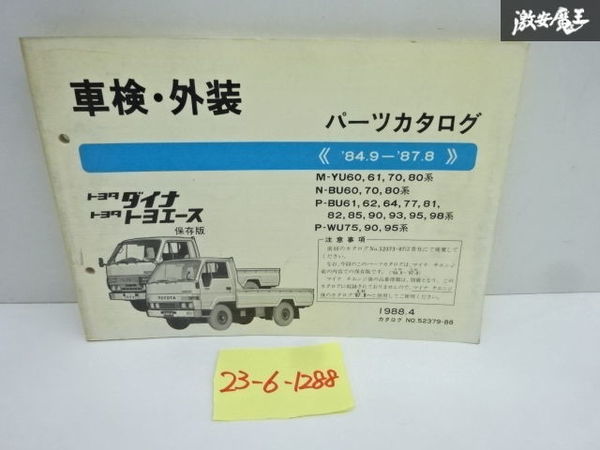 激安魔王
車検・外装
パーツカタログ
《 '84.9－'87.8 》
M-YU60, 61, 70, 80系
N-BU60, 70, 80系
P-BU61, 62, 64, 77, 81,
82, 85, 90, 93, 95, 98系
P-WU75, 90, 95系
トヨタ ダイナ
トヨタ トヨエース
保存版
注意事項
TOYOTA
1988.4
カタログ NO.52379-88
23-6-1288